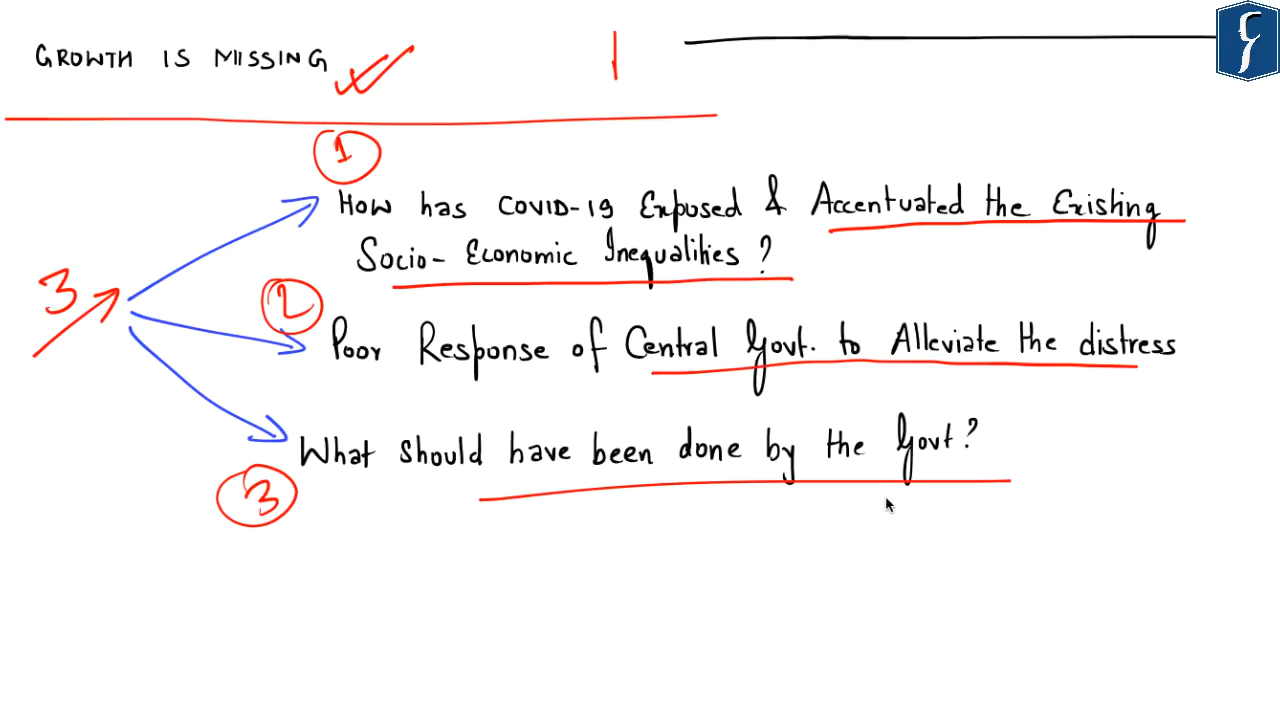 GROWTH IS MISSING
1
1
How has COVID-19 Exposed & Accentuated the Existing
Socio-Economic Inequalities?
3
2
Poor Response of Central Govt. to Alleviate the distress
What should have been done by the Govt?
3